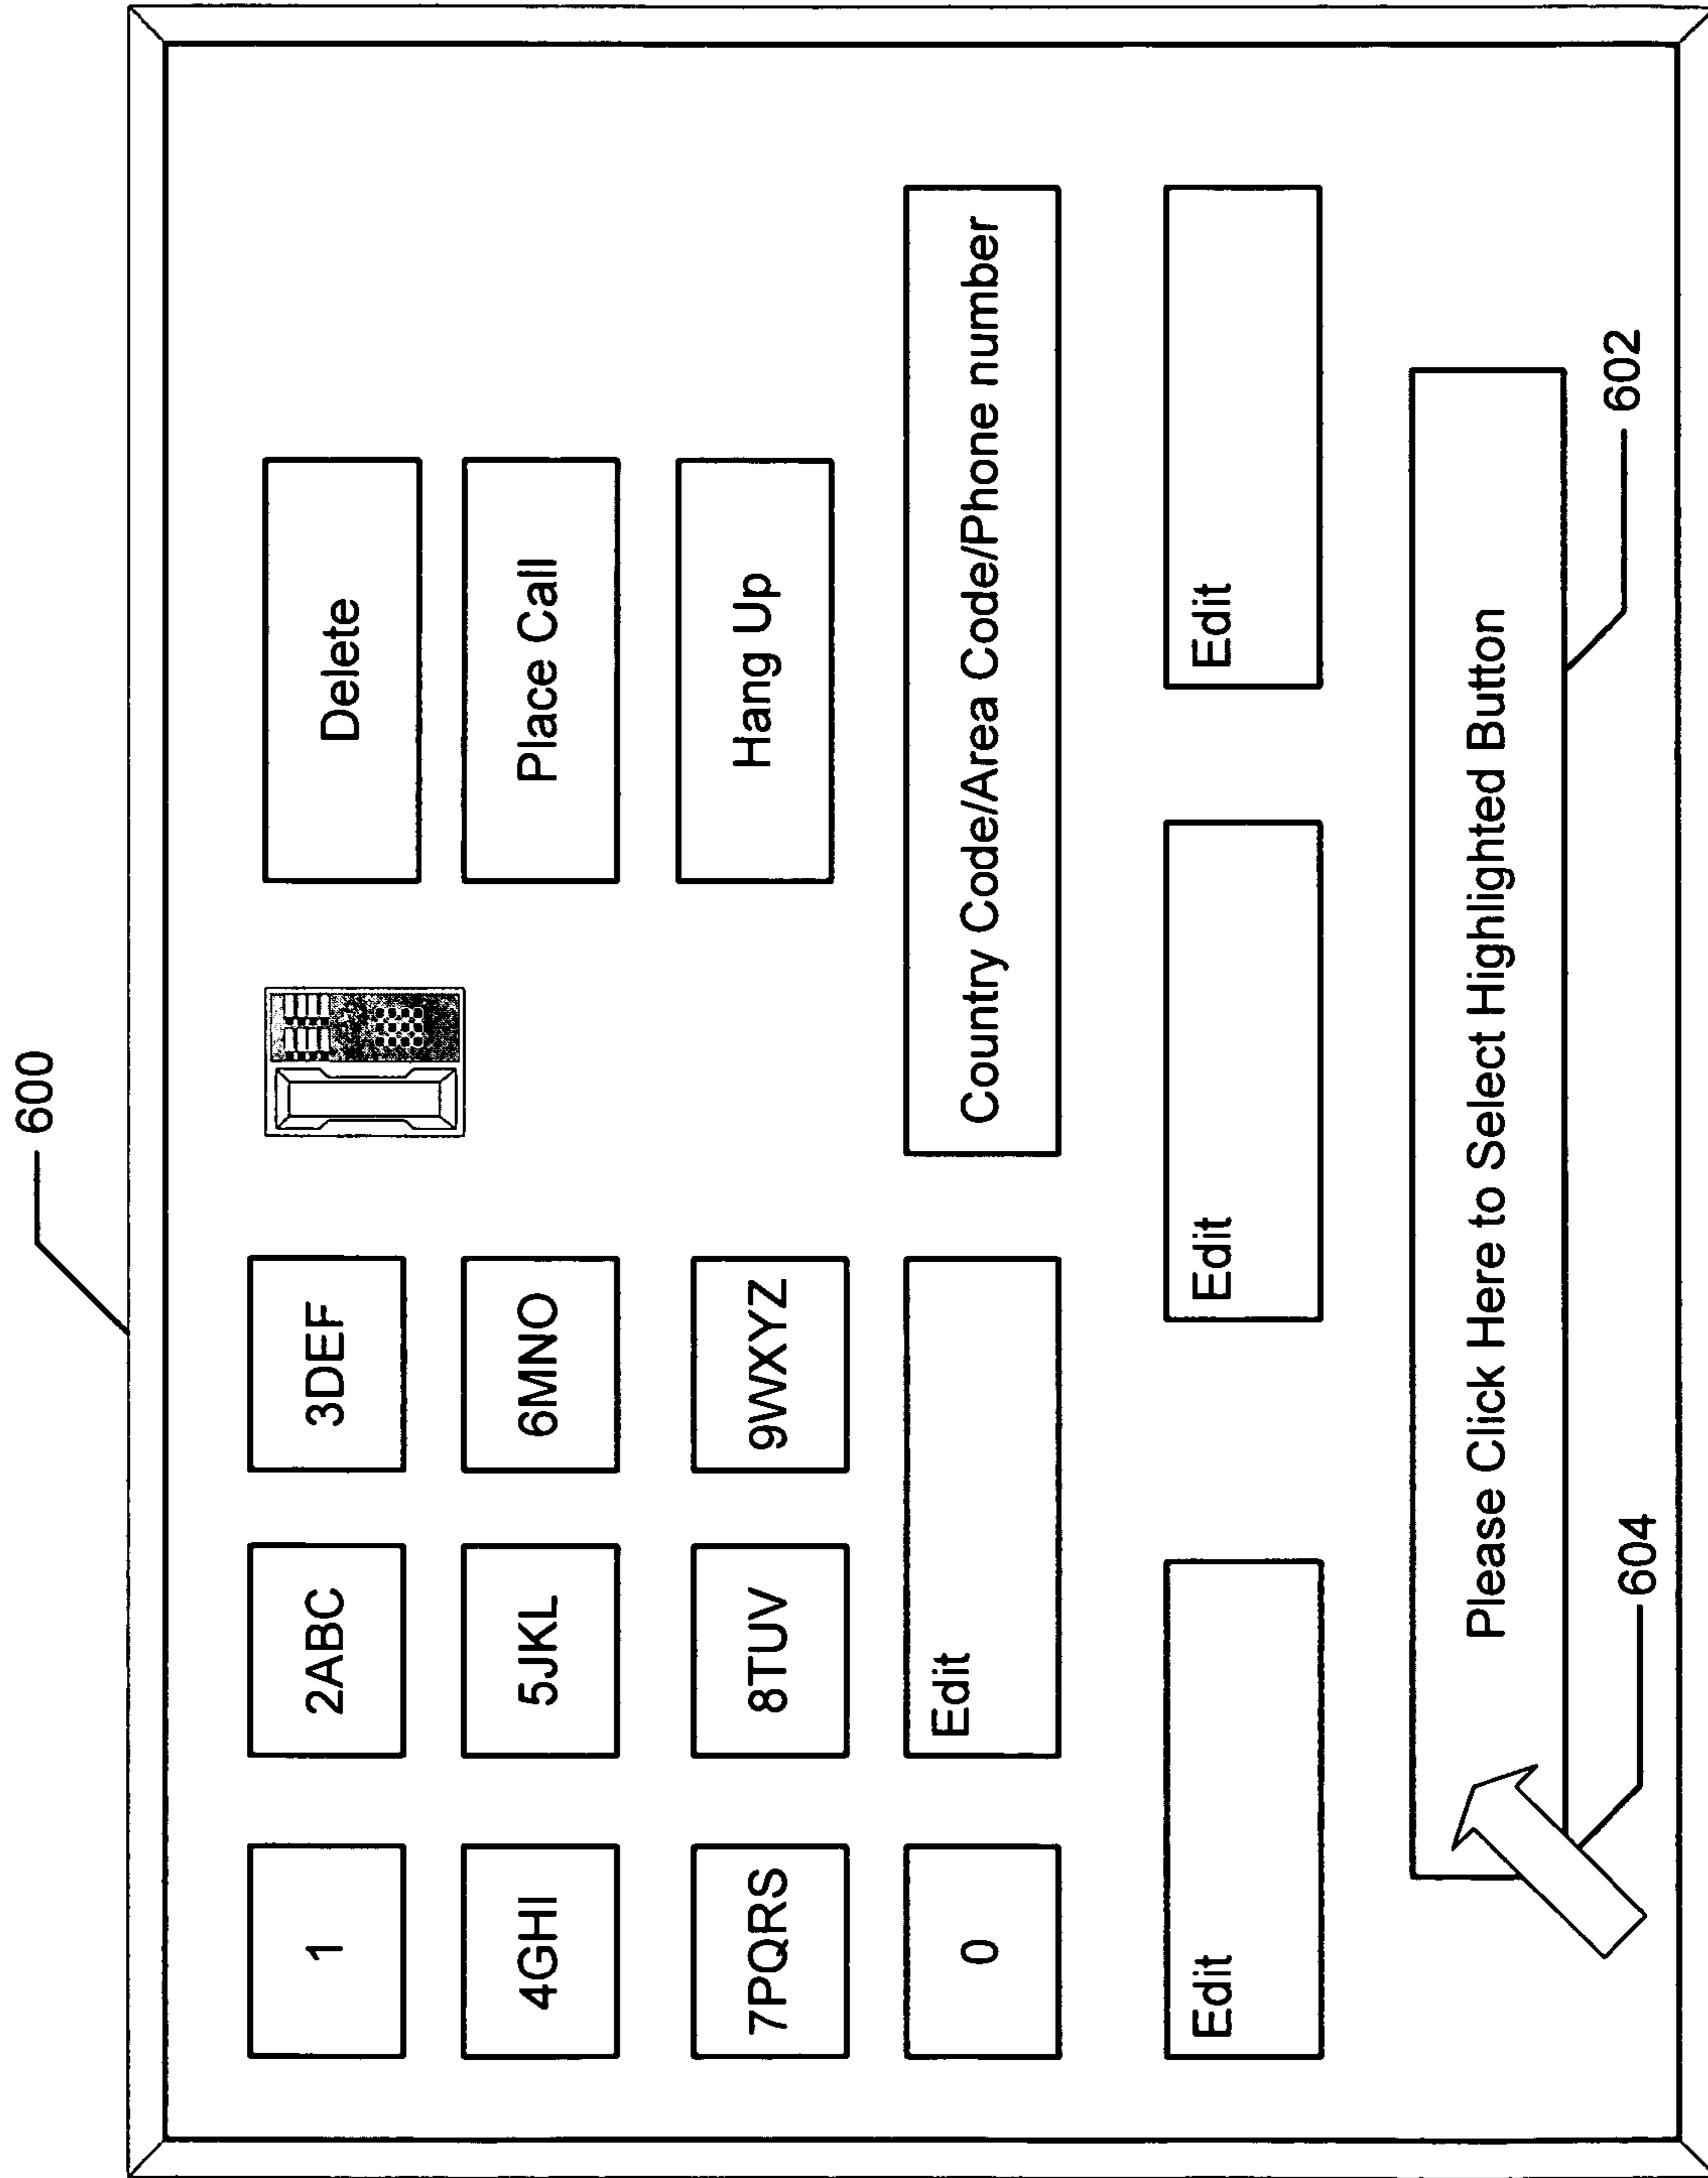 600
1
2ABC
3DEF
Delete
4GHI
5JKL
6MNO
Place Call
7PQRS
8TUV
9WXYZ
Hang Up
0
Edit
Country Code/Area Code/Phone number
Edit
Edit
Edit
Please Click Here to Select Highlighted Button
604
602